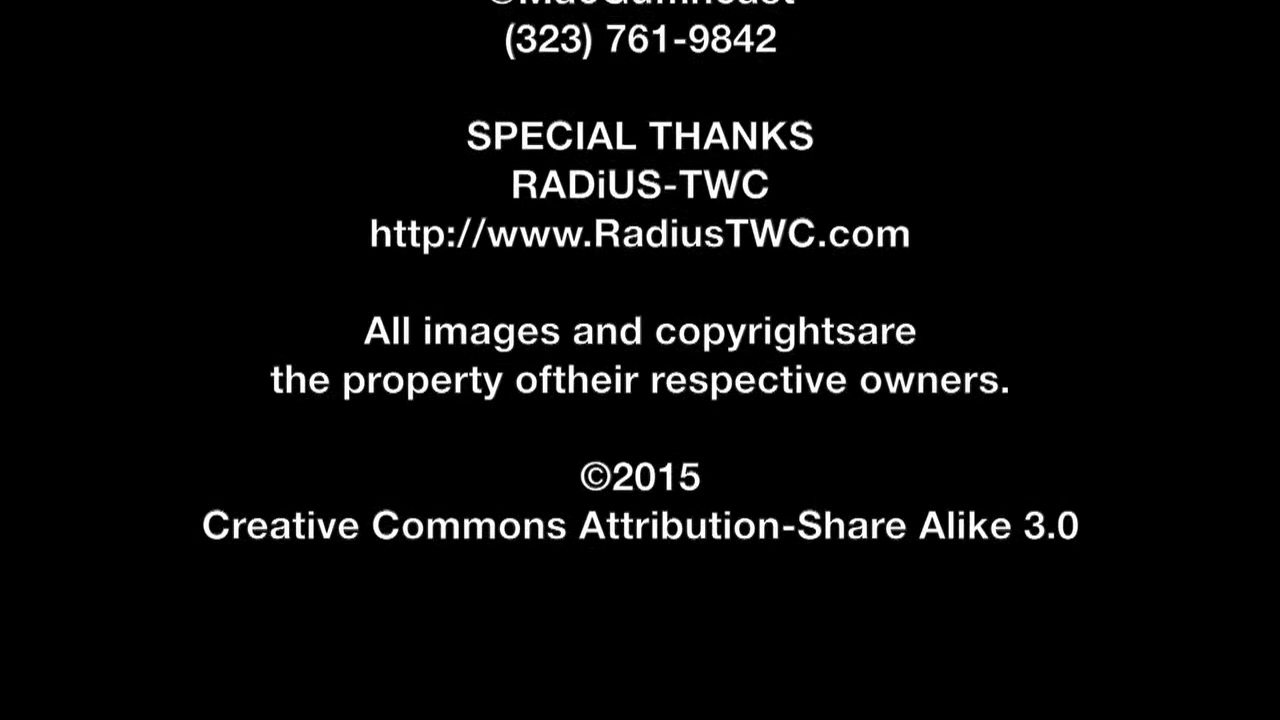 (323) 761-9842
SPECIAL THANKS
RADiUS-TWC
http://www.RadiusTWC.com
All images and copyrightsare
the property oftheir respective owners.
©2015
Creative Commons Attribution-Share Alike 3.0